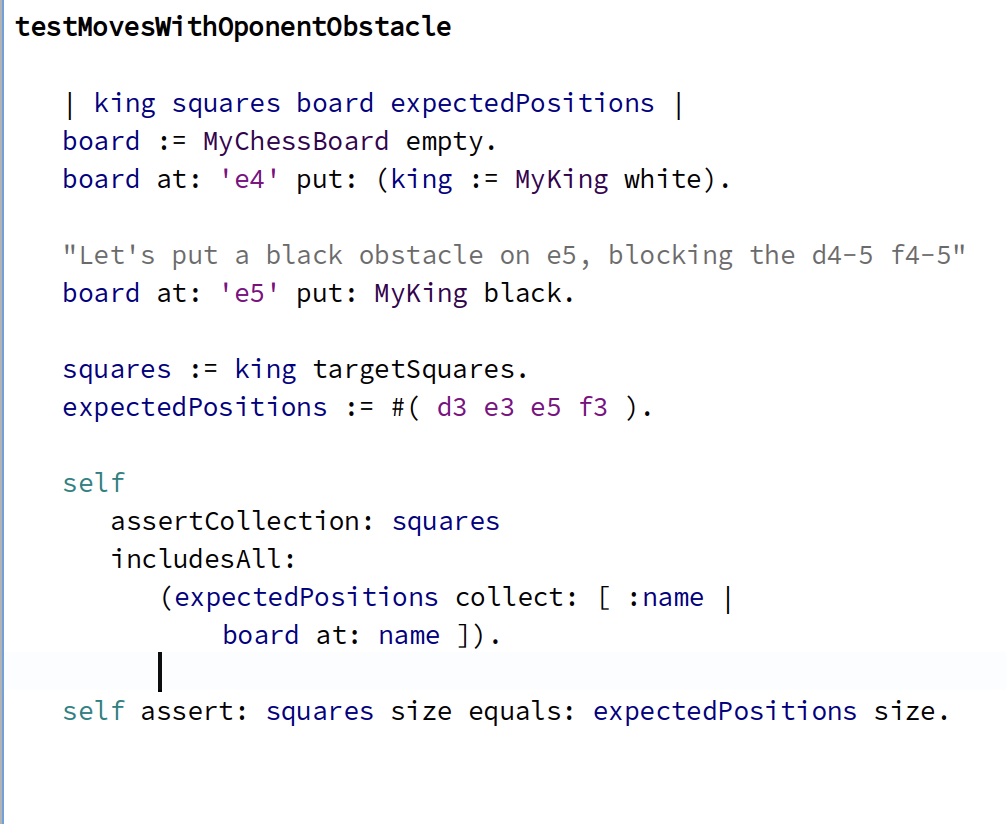 testMovesWithOponentObstacle
| king squares board expectedPositions |
board := MyChessBoard empty.
board at: 'e4' put: (king := MyKing white).
"Let's put a black obstacle on e5, blocking the d4-5 f4-5"
board at: 'e5' put: MyKing black.
squares := king targetSquares.
expectedPositions := #( d3 e3 e5 f3 ).
self
assertCollection: squares
includesAll:
(expectedPositions collect: [ :name |
board at: name ]).
self assert: squares size equals: expectedPositions size.